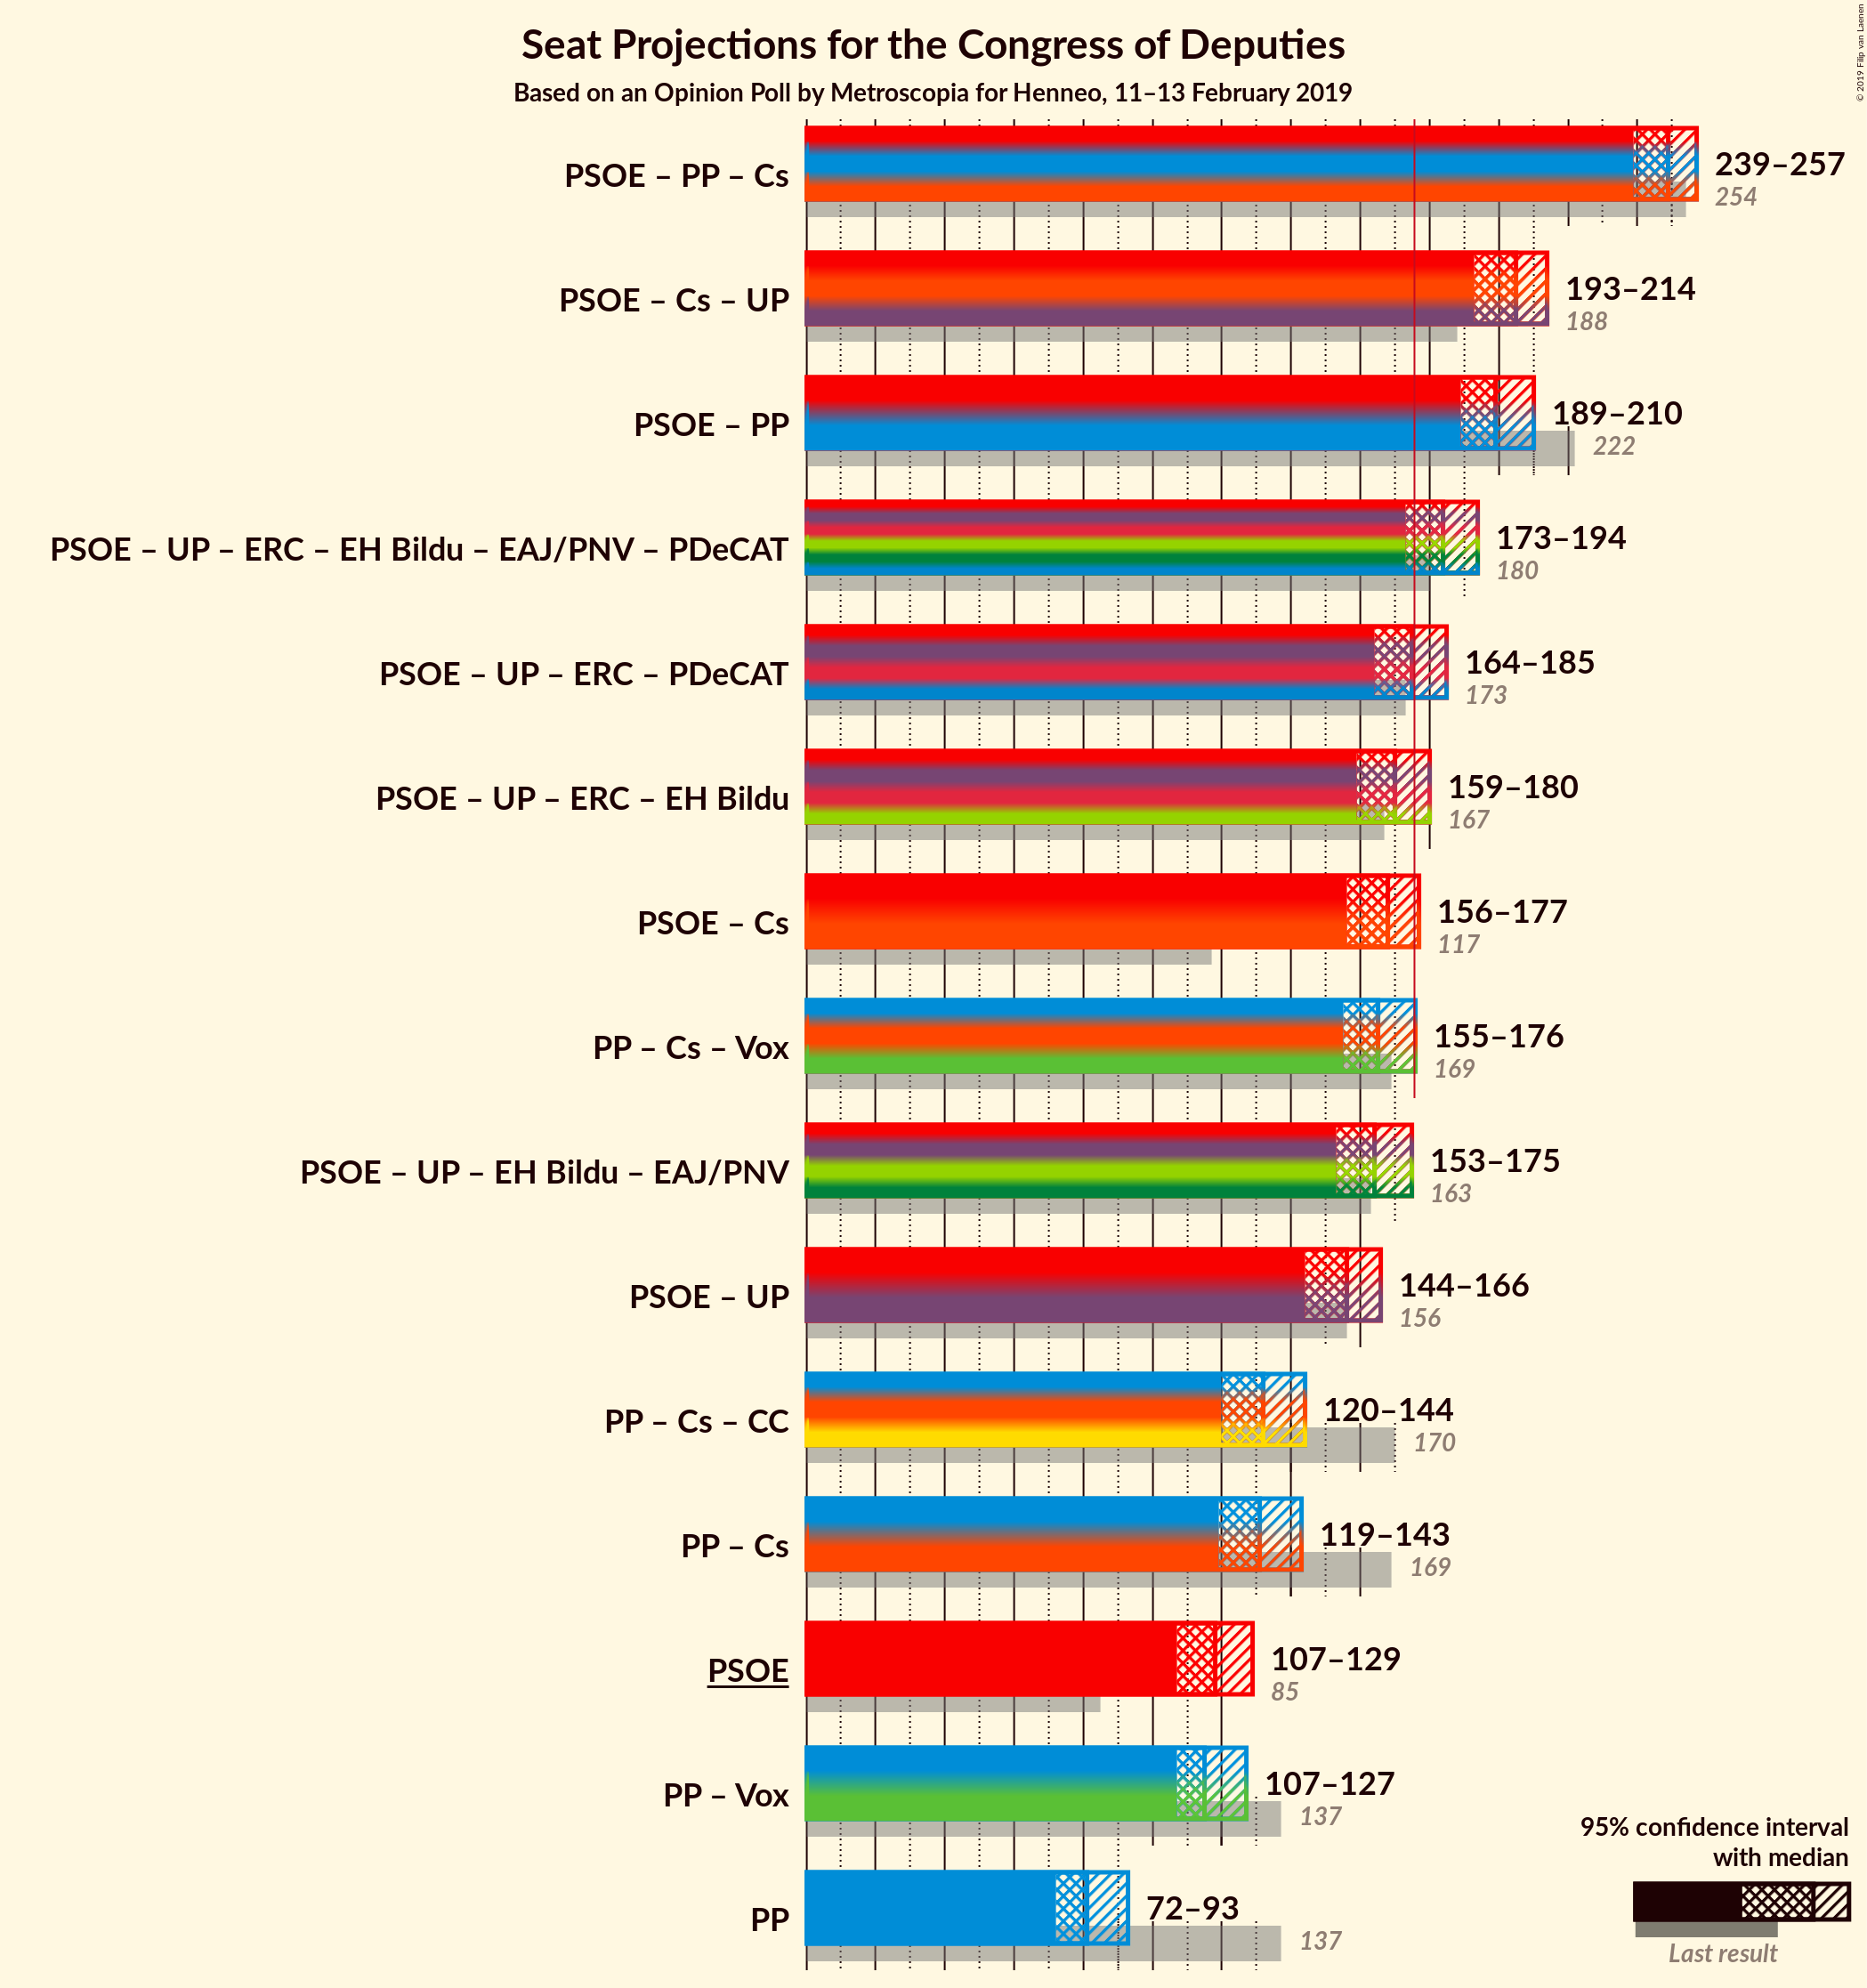 Seat Projections for the Congress of Deputies
Based on an Opinion Poll by Metroscopia for Henneo, 11–13 February 2019
© 2019 Filip van Laenen
PSOE – PP – Cs
239–257
254
PSOE – Cs – UP
193–214
188
PSOE – PP
189–210
222
PSOE – UP – ERC – EH Bildu – EAJ/PNV – PDeCAT
173–194
180
PSOE – UP – ERC – PDeCAT
164–185
173
PSOE – UP – ERC – EH Bildu
159–180
167
PSOE – Cs
156–177
117
PP – Cs – Vox
155–176
169
PSOE – UP – EH Bildu – EAJ/PNV
153–175
163
PSOE – UP
144–166
156
PP – Cs – CC
120–144
170
PP – Cs
119–143
169
PSOE
107–129
85
PP – Vox
107–127
137
PP
72–93
137
95% confidence interval
with median
Last result